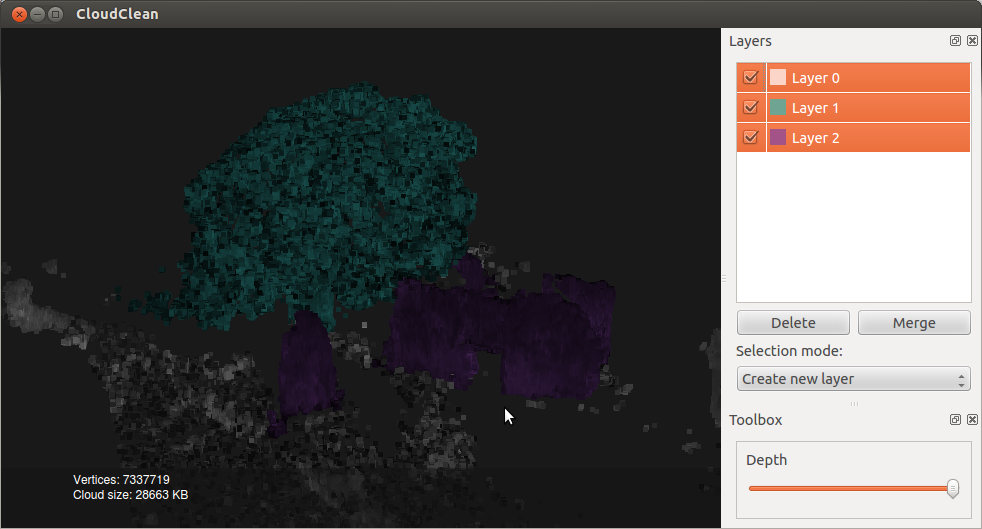 CloudClean
Layers
Layer 0
Layer 1
Layer 2
Delete Merge
Selection mode:
Create new layer
Toolbox
Depth
Vertices: 7337719
Cloud size: 28663 KB